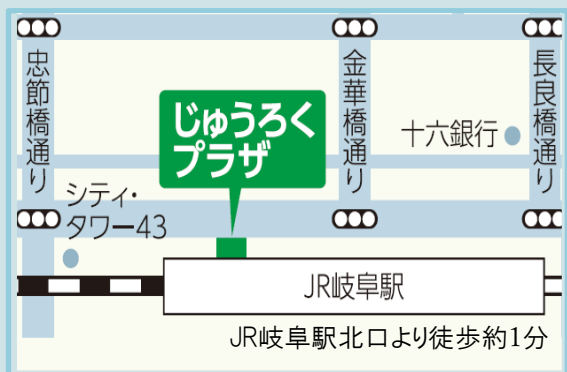 忠節橋通り
金華橋通り
長良橋通り
じゅうろく
プラザ
十六銀行
シティ・
タワー43
JR岐阜駅
JR岐阜駅北口より徒歩約1分